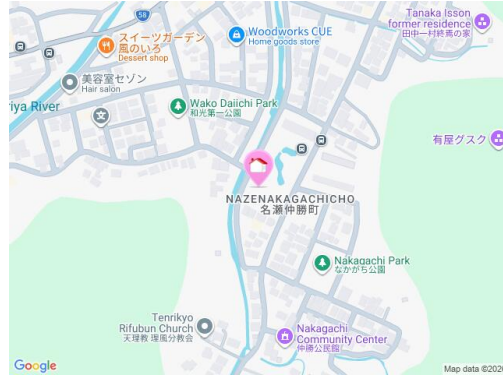 58
スイーツガーデン
風のいろ
Dessert shop
Woodworks CUE
Home goods store
Tanaka Isson
former residence
田中一村終焉の家
美容室セゾン
Hair salon
riya River
Wako Daiichi Park
和光第一公園
文
有屋グスク
NAZENAKAGACHICHO
名瀬仲勝町
Nakagachi Park
なかがち公園
Tenrikyo
Rifubun Church
天理教 理風分教会
Nakagachi
Community Center
仲勝公民館
Google
Map data ©202